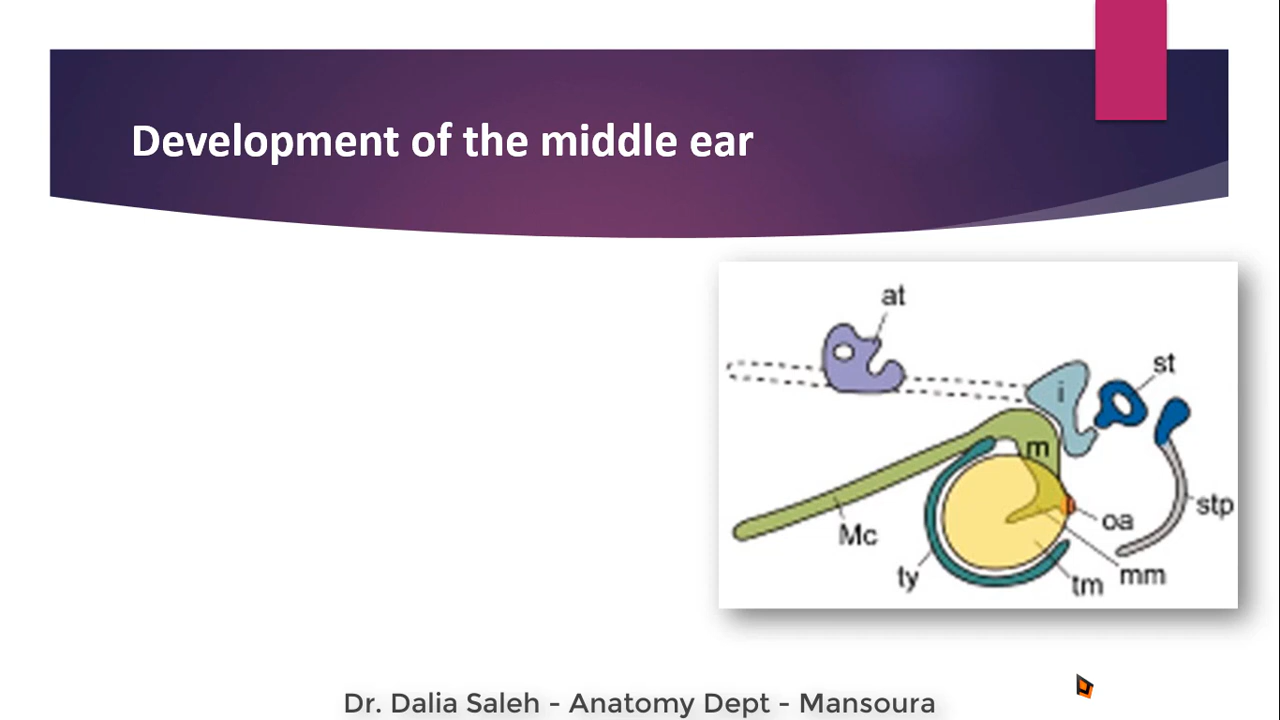 Development of the middle ear
at
st
i
m
stp
oa
Mc
mm
ty
tm
Dr. Dalia Saleh - Anatomy Dept - Mansoura